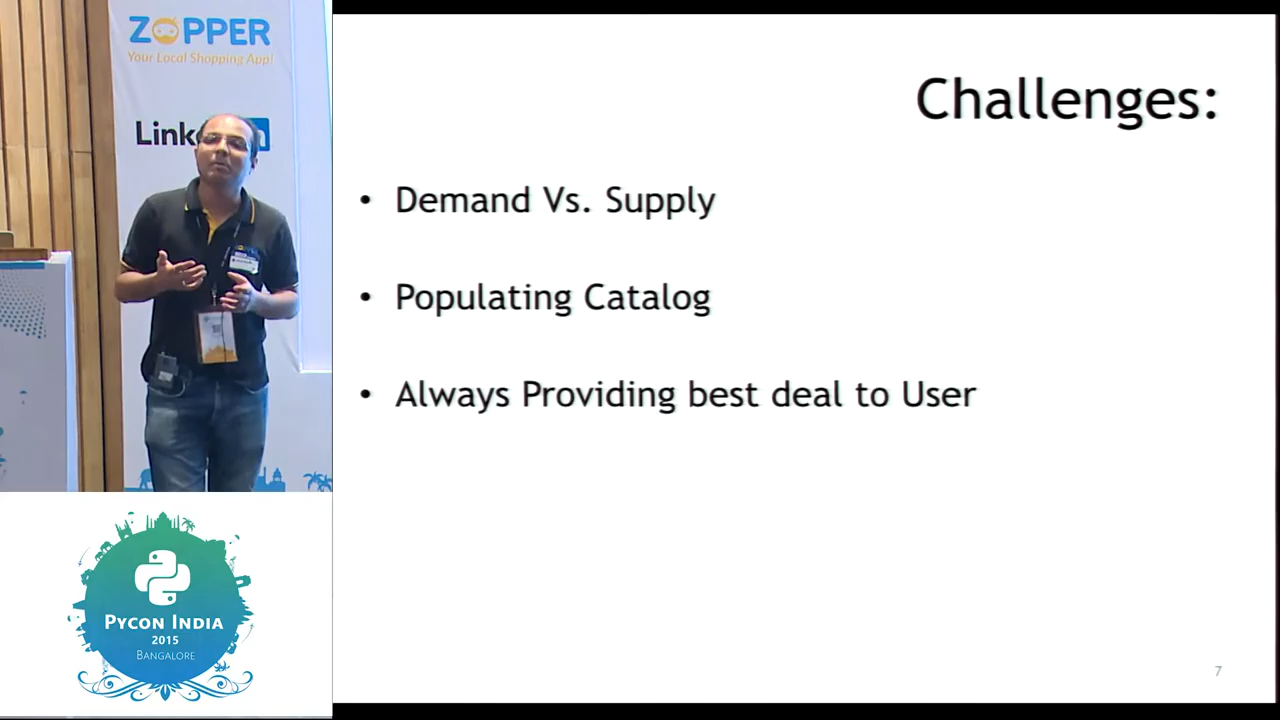 ZOPPER
Your Local Shopping App!
Challenges:
• Demand Vs. Supply
• Populating Catalog
• Always Providing best deal to User
PYCON INDIA
2015
BANGALORE
7